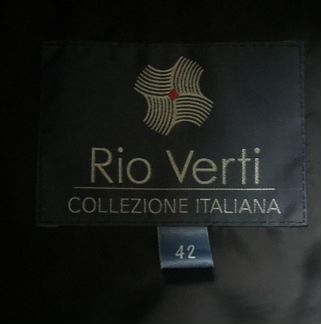 Rio Verti
COLLEZIONE ITALIANA
42